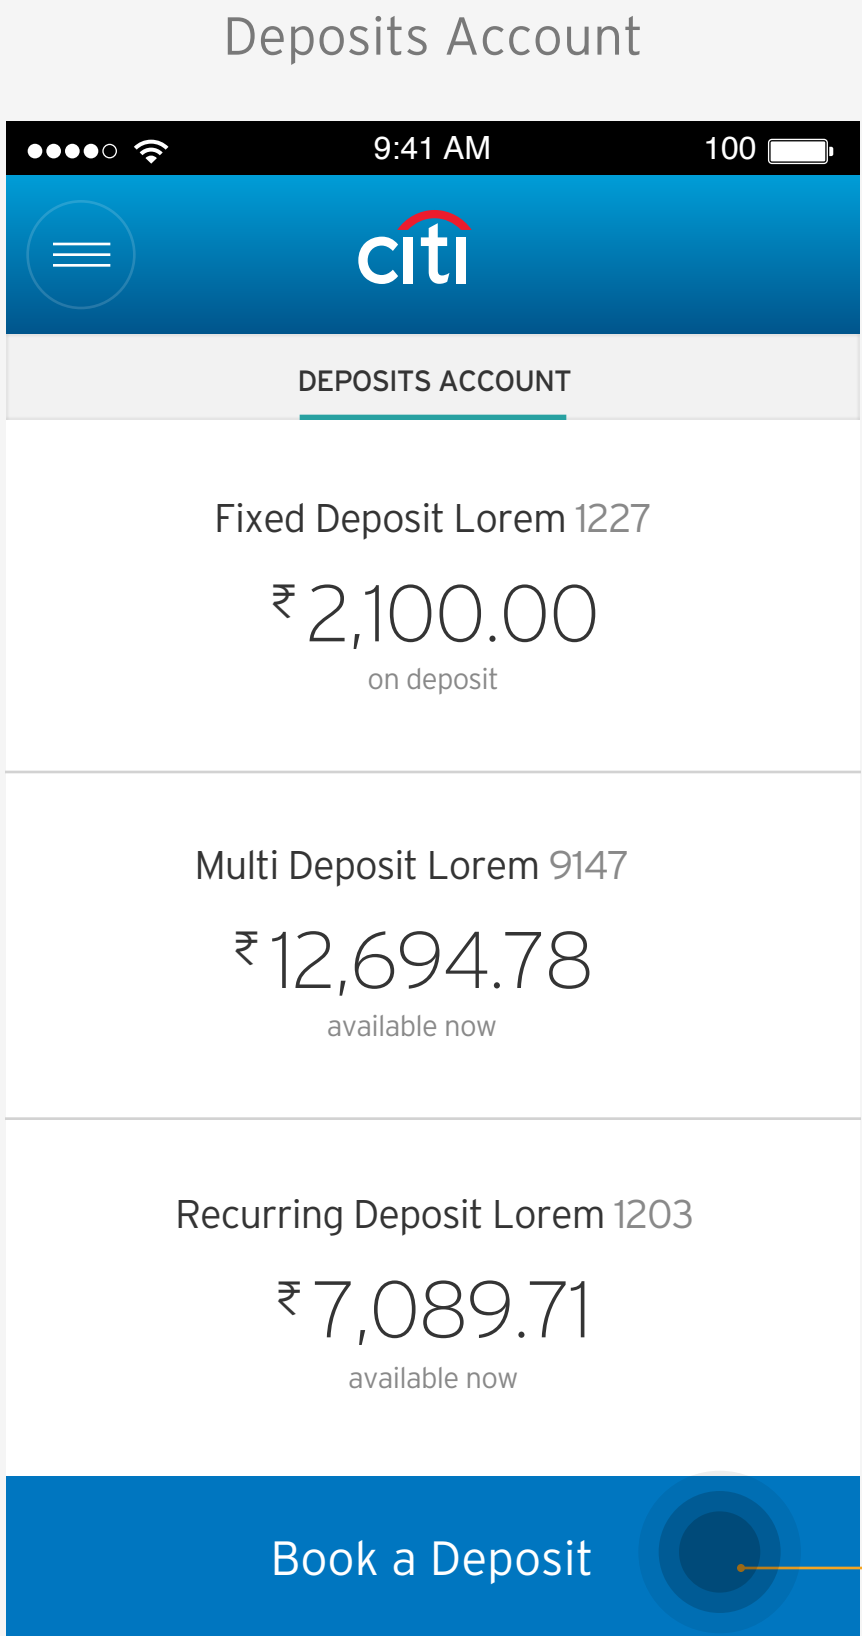 Deposits Account
9:41 AM 100
citi
DEPOSITS ACCOUNT
Fixed Deposit Lorem 1227
₹ 2,100.00
on deposit
Multi Deposit Lorem 9147
₹ 12,694.78
available now
Recurring Deposit Lorem 1203
₹ 7,089.71
available now
Book a Deposit